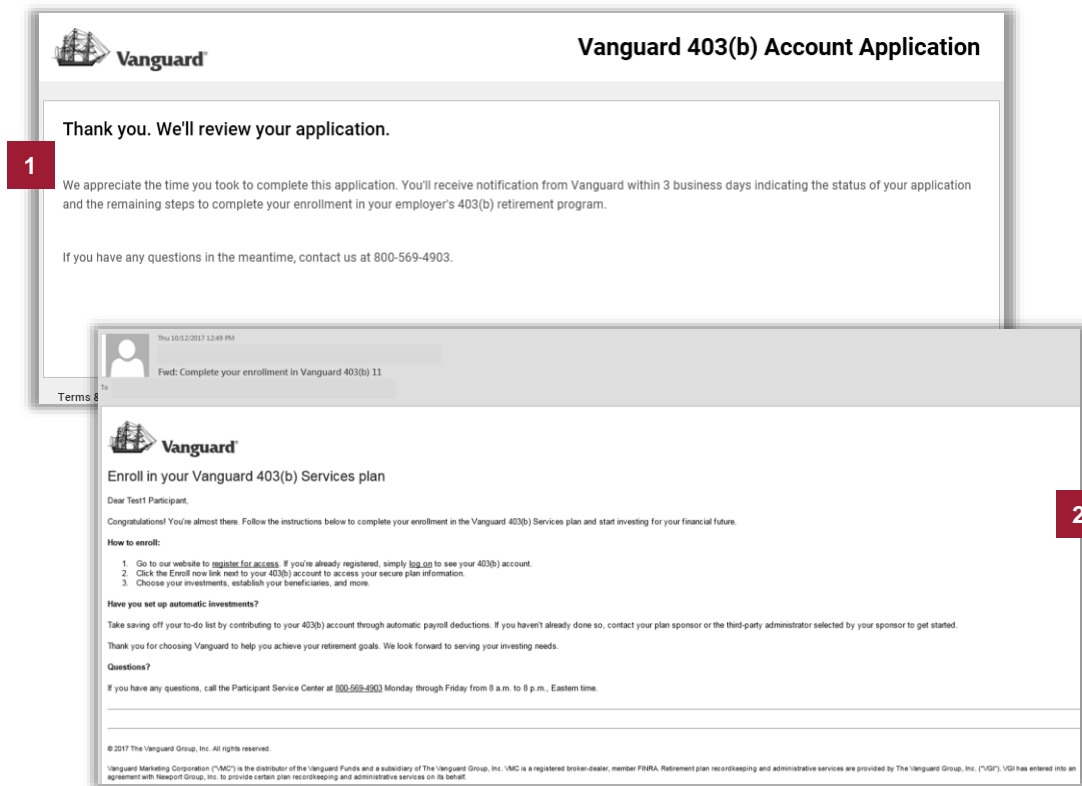 Vanguard®
Vanguard 403(b) Account Application
Thank you. We'll review your application.
1
We appreciate the time you took to complete this application. You'll receive notification from Vanguard within 3 business days indicating the status of your application
and the remaining steps to complete your enrollment in your employer's 403(b) retirement program.
If you have any questions in the meantime, contact us at 800-569-4903.
Terms &
Thu 10/12/2017 12:49 PM
Fwd: Complete your enrollment in Vanguard 403(b) 11
To
Vanguard®
Enroll in your Vanguard 403(b) Services plan
Dear Test1 Participant,
2
Congratulations! You're almost there. Follow the instructions below to complete your enrollment in the Vanguard 403(b) Services plan and start investing for your financial future.
How to enroll:
1. Go to our website to register for access. If you're already registered, simply log on to see your 403(b) account.
2. Click the Enroll now link next to your 403(b) account to access your secure plan information.
3. Choose your investments, establish your beneficiaries, and more.
Have you set up automatic investments?
Take saving off your to-do list by contributing to your 403(b) account through automatic payroll deductions. If you haven't already done so, contact your plan sponsor or the third-party administrator selected by your sponsor to get started.
Thank you for choosing Vanguard to help you achieve your retirement goals. We look forward to serving your investing needs.
Questions?
If you have any questions, call the Participant Service Center at 800-569-4903 Monday through Friday from 8 a.m. to 8 p.m., Eastern time.
© 2017 The Vanguard Group, Inc. All rights reserved.
Vanguard Marketing Corporation ("VMC") is the distributor of the Vanguard Funds and a subsidiary of The Vanguard Group, Inc. VMC is a registered broker-dealer, member FINRA. Retirement plan recordkeeping and administrative services are provided by The Vanguard Group, Inc. ("VGI"). VGI has entered into an
agreement with Newport Group, Inc. to provide certain plan recordkeeping and administrative services on its behalf.